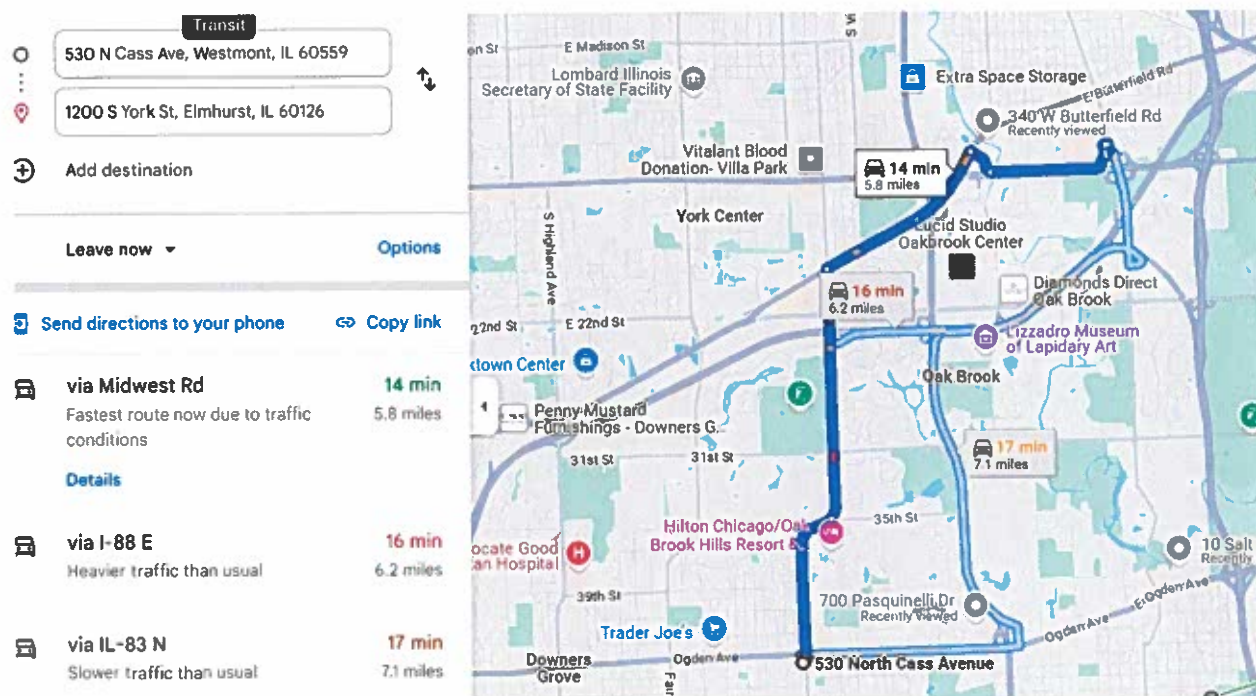 Transit
530 N Cass Ave, Westmont, IL 60559
1200 S York St, Elmhurst, IL 60126
Add destination
Leave now
Options
Send directions to your phone
Copy link
via Midwest Rd
14 min
Fastest route now due to traffic
5.8 miles
conditions
Details
via I-88 E
16 min
Heavier traffic than usual
6.2 miles
via IL-83 N
17 min
Slower traffic than usual
7.1 miles
on St
E Madison St
S Vi
Lombard Illinois
Secretary of State Facility
Extra Space Storage
E Butterfield Rd
340 W Butterfield Rd
Recently viewed
Vitalant Blood
Donation- Villa Park
14 min
5.8 miles
York Center
S Highland Ave
Lucid Studio
Oakbrook Center
16 min
6.2 miles
Diamonds Direct
Oak Brook
22nd St
E 22nd St
Lizzadro Museum
of Lapidary Art
ktown Center
Oak Brook
Penny Mustard
Furnishings - Downers G..
31st St
31st St
17 min
7.1 miles
35th St
Hilton Chicago/Oak
Brook Hills Resort &
ocate Good
an Hospital
10 Salt
Recently
39th St
700 Pasquinelli Dr
Recently viewed
E Ogden Ave
Trader Joe's
Ogden Ave
Downers
Grove
Ogden Ave
530 North Cass Avenue
Fair